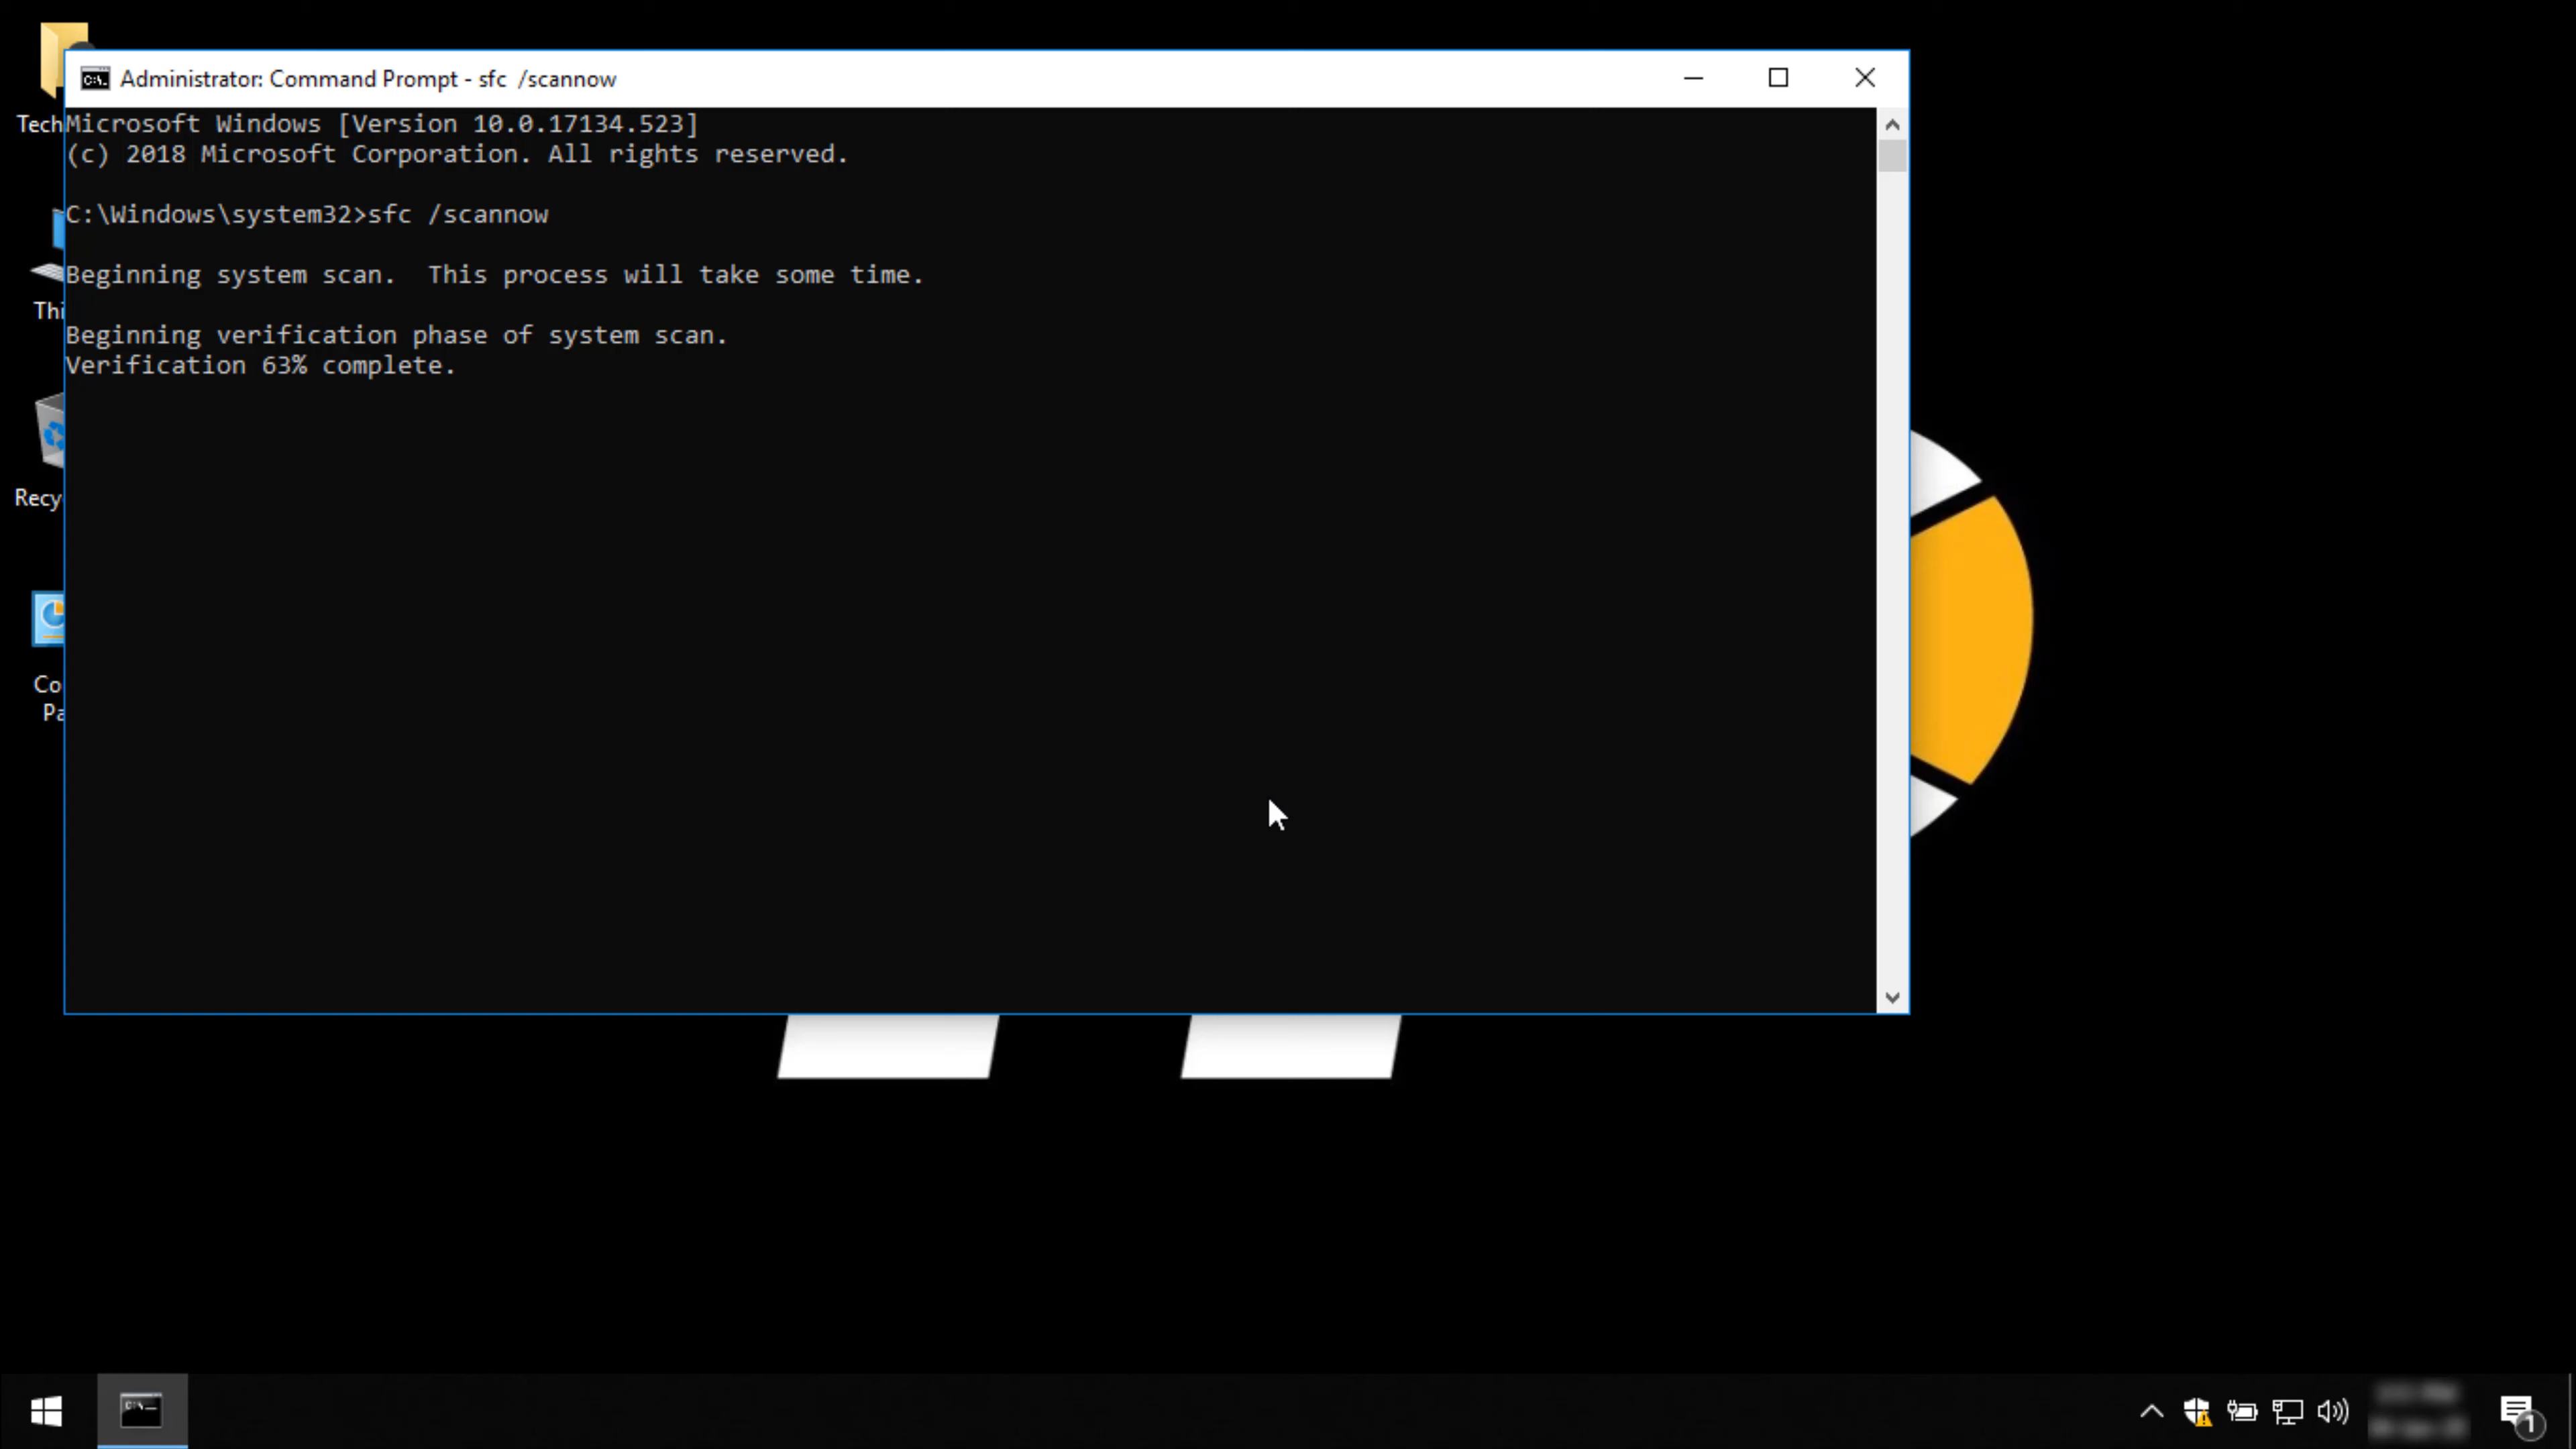 Administrator: Command Prompt - sfc /scannow
Microsoft Windows [Version 10.0.17134.523]
(c) 2018 Microsoft Corporation. All rights reserved.
C:\Windows\system32>sfc /scannow
Beginning system scan.  This process will take some time.
Beginning verification phase of system scan.
Verification 63% complete.
Tech
Thi
Recy
Co
Pa
1